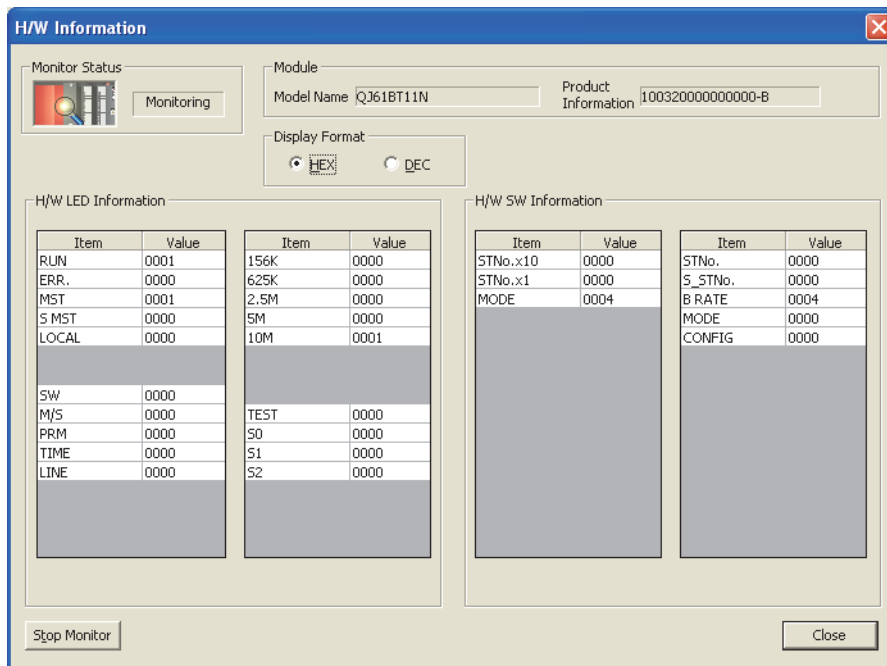 H/W Information
Monitor Status
Monitoring
Module
Model Name QJ61BT11N
Product Information 100320000000000-B
Display Format
HEX DEC
H/W LED Information
Item Value
RUN 0001
ERR. 0000
MST 0001
S MST 0000
LOCAL 0000
SW 0000
M/S 0000
PRM 0000
TIME 0000
LINE 0000
Item Value
156K 0000
625K 0000
2.5M 0000
5M 0000
10M 0001
TEST 0000
S0 0000
S1 0000
S2 0000
H/W SW Information
Item Value
STNo.x10 0000
STNo.x1 0000
MODE 0004
Item Value
STNo. 0000
S_STNo. 0000
B RATE 0004
MODE 0000
CONFIG 0000
Stop Monitor
Close